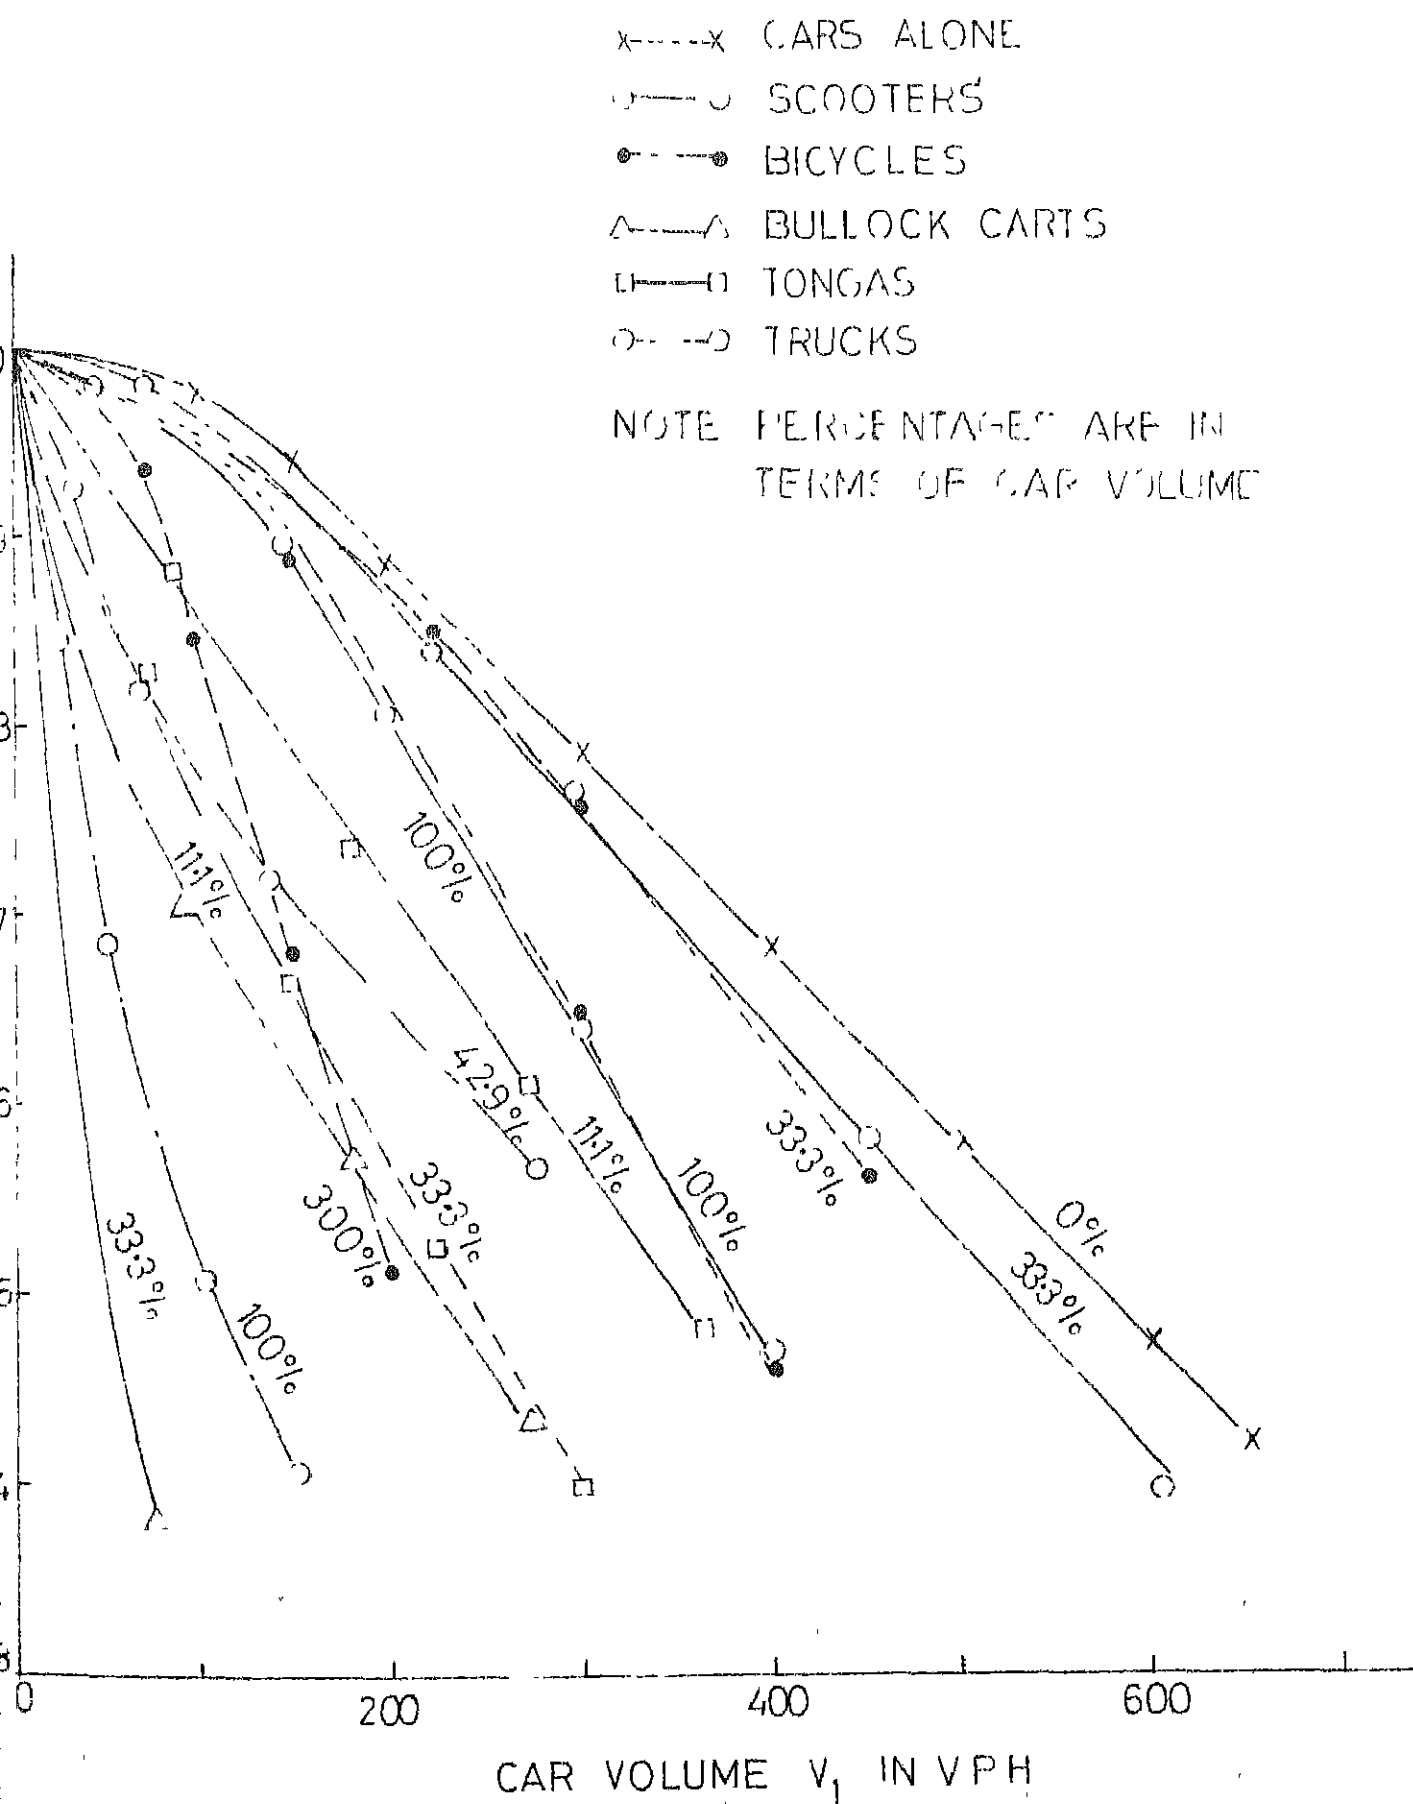 CARS ALONE
SCOOTERS
BICYCLES
BULLOCK CARTS
TONGAS
TRUCKS
NOTE PERCENTAGES ARE IN
TERMS OF CAR VOLUME
100%
11.1%
42.9%
11.1%
33.3%
100%
33.3%
300%
0%
33.3%
33.3%
100%
0
200
400
600
CAR VOLUME V₁ IN VPH